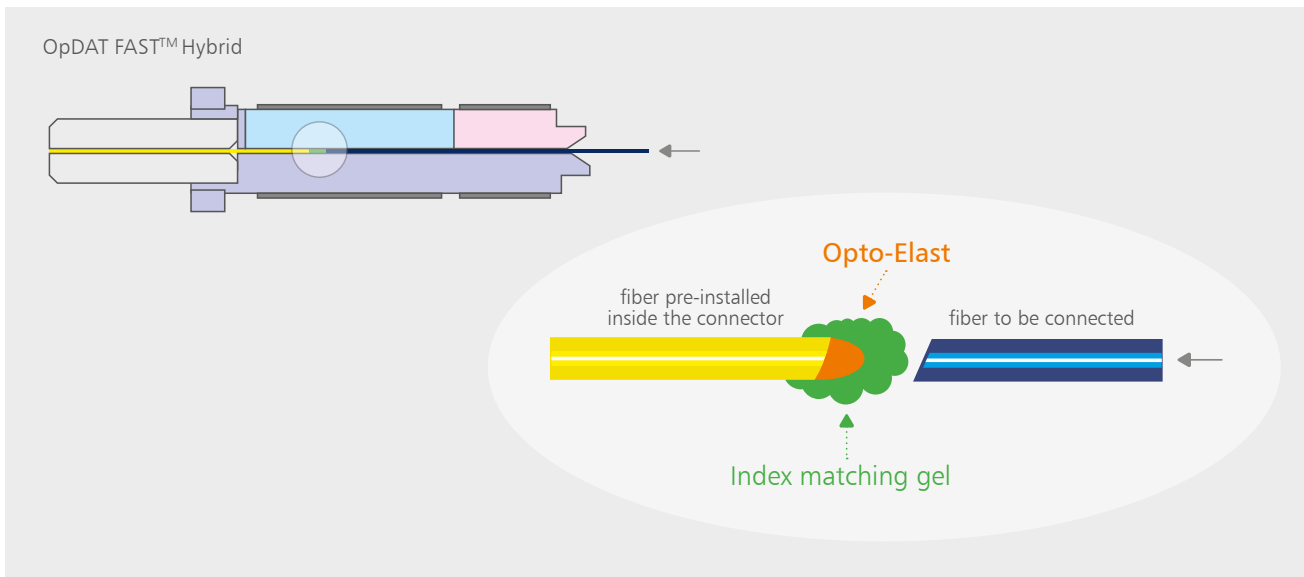 OpDAT FAST™ Hybrid
Opto-Elast
fiber pre-installed
inside the connector
fiber to be connected
Index matching gel